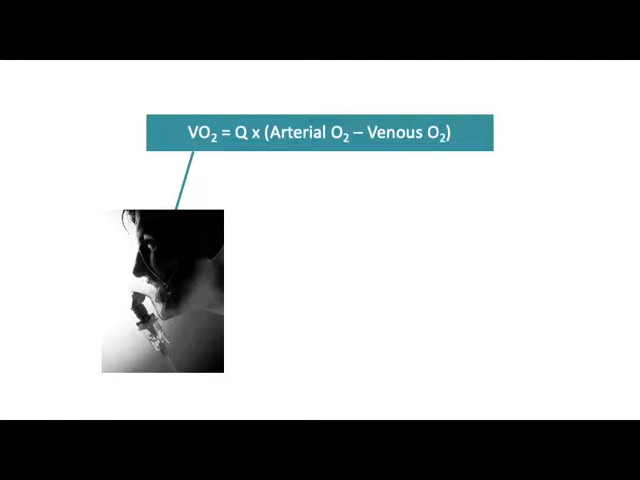 VO₂ = Q x (Arterial O₂ – Venous O₂)